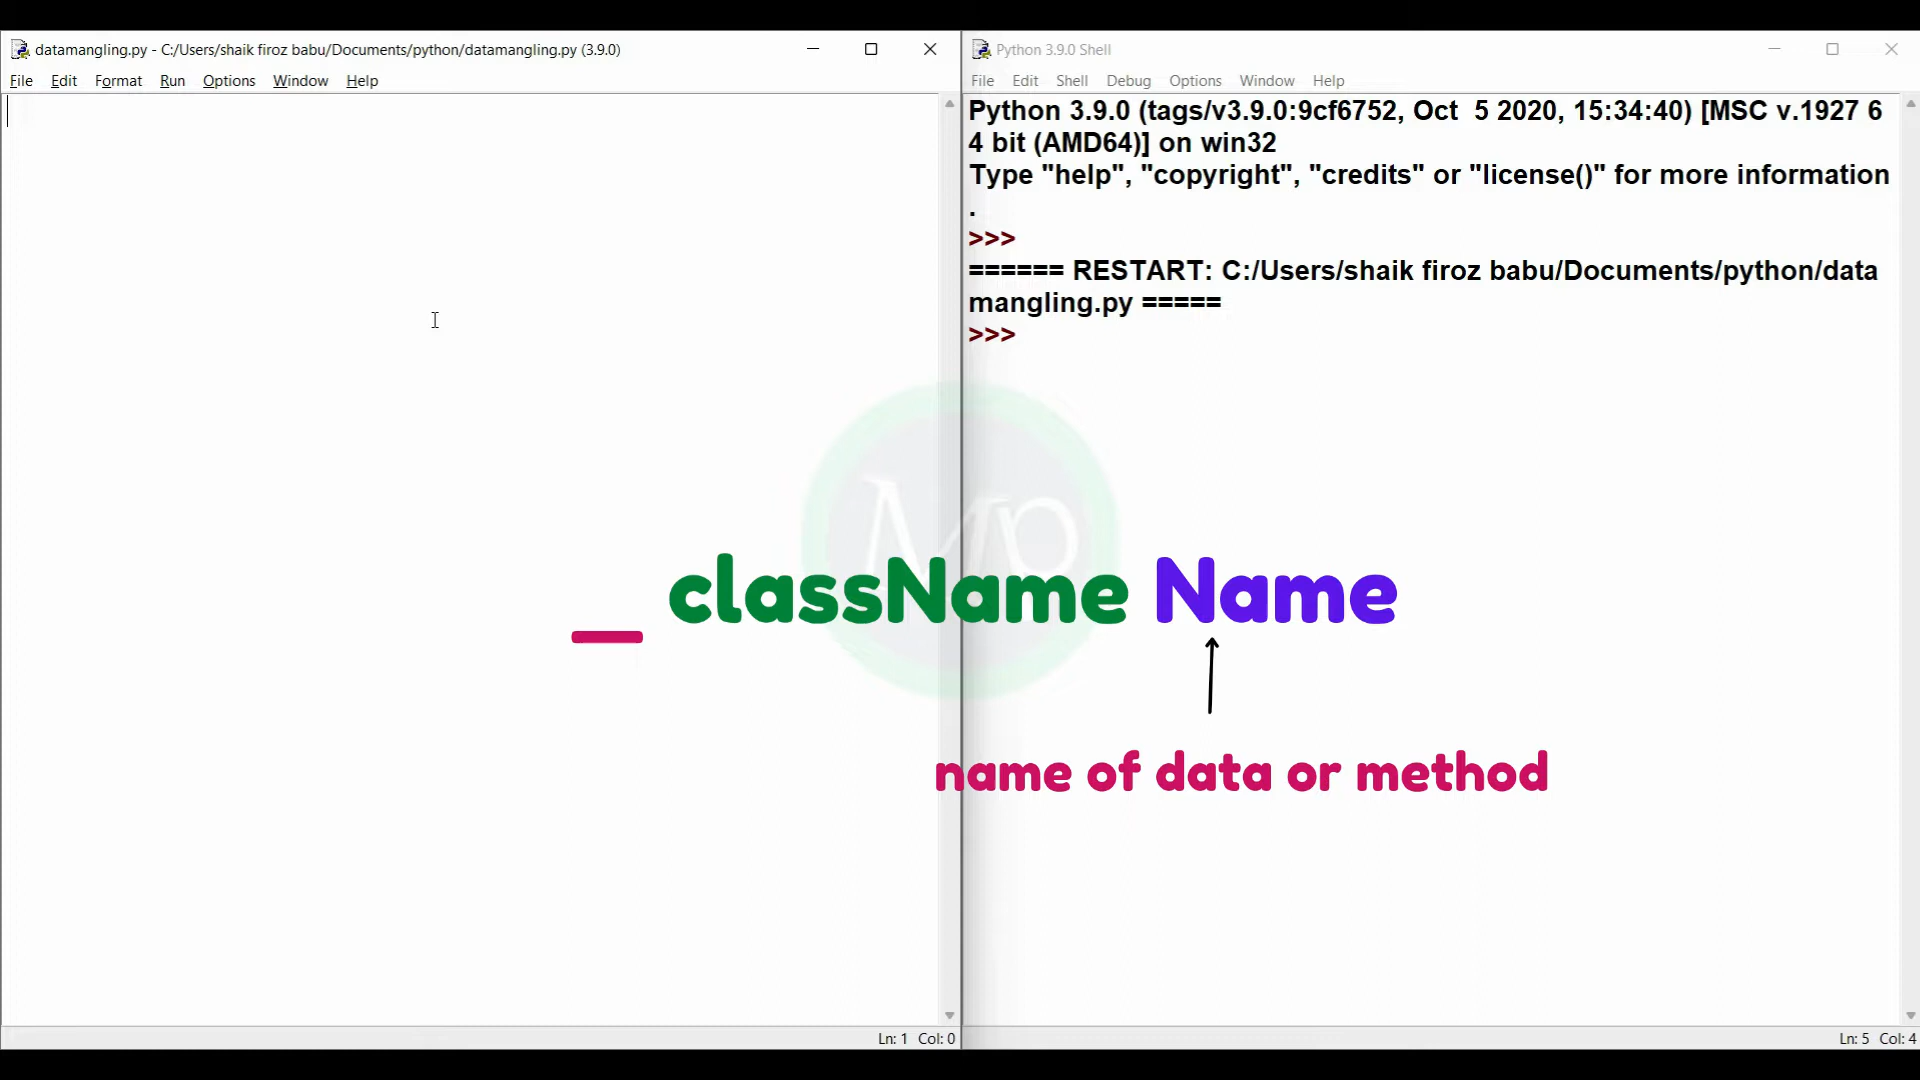 datamangling.py - C:/Users/shaik firoz babu/Documents/python/datamangling.py (3.9.0)
File Edit Format Run Options Window Help
Ln: 1 Col: 0
Python 3.9.0 Shell
File Edit Shell Debug Options Window Help
Python 3.9.0 (tags/v3.9.0:9cf6752, Oct  5 2020, 15:34:40) [MSC v.1927 6
4 bit (AMD64)] on win32
Type "help", "copyright", "credits" or "license()" for more information
.
>>>
====== RESTART: C:/Users/shaik firoz babu/Documents/python/data
mangling.py =====
>>>
Ln: 5 Col: 4
Mp
_ className Name
name of data or method